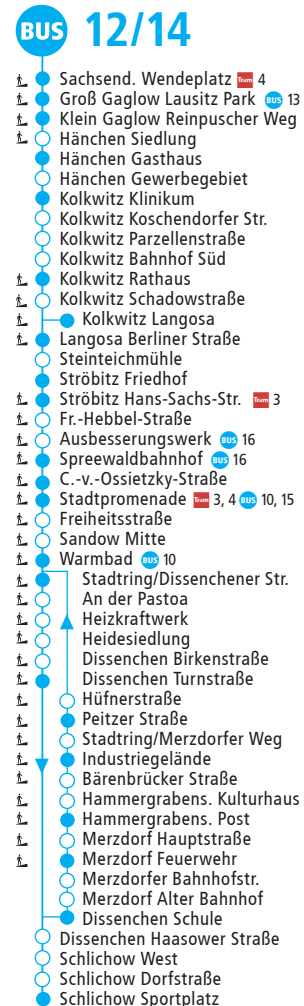 BUS 12/14
Sachsend. Wendeplatz Tram 4
Groß Gaglow Lausitz Park BUS 13
Klein Gaglow Reinpuscher Weg
Hänchen Siedlung
Hänchen Gasthaus
Hänchen Gewerbegebiet
Kolkwitz Klinikum
Kolkwitz Koschendorfer Str.
Kolkwitz Parzellenstraße
Kolkwitz Bahnhof Süd
Kolkwitz Rathaus
Kolkwitz Schadowstraße
Kolkwitz Langosa
Langosa Berliner Straße
Steinteichmühle
Ströbitz Friedhof
Ströbitz Hans-Sachs-Str. Tram 3
Fr.-Hebbel-Straße
Ausbesserungswerk BUS 16
Spreewaldbahnhof BUS 16
C.-v.-Ossietzky-Straße
Stadtpromenade Tram 3, 4 BUS 10, 15
Freiheitsstraße
Sandow Mitte
Warmbad BUS 10
Stadtring/Dissenchener Str.
An der Pastoa
Heizkraftwerk
Heidesiedlung
Dissenchen Birkenstraße
Dissenchen Turnstraße
Hüfnerstraße
Peitzer Straße
Stadtring/Merzdorfer Weg
Industriegelände
Bärenbrücker Straße
Hammergrabens. Kulturhaus
Hammergrabens. Post
Merzdorf Hauptstraße
Merzdorf Feuerwehr
Merzdorfer Bahnhofstr.
Merzdorf Alter Bahnhof
Dissenchen Schule
Dissenchen Haasower Straße
Schlichow West
Schlichow Dorfstraße
Schlichow Sportplatz